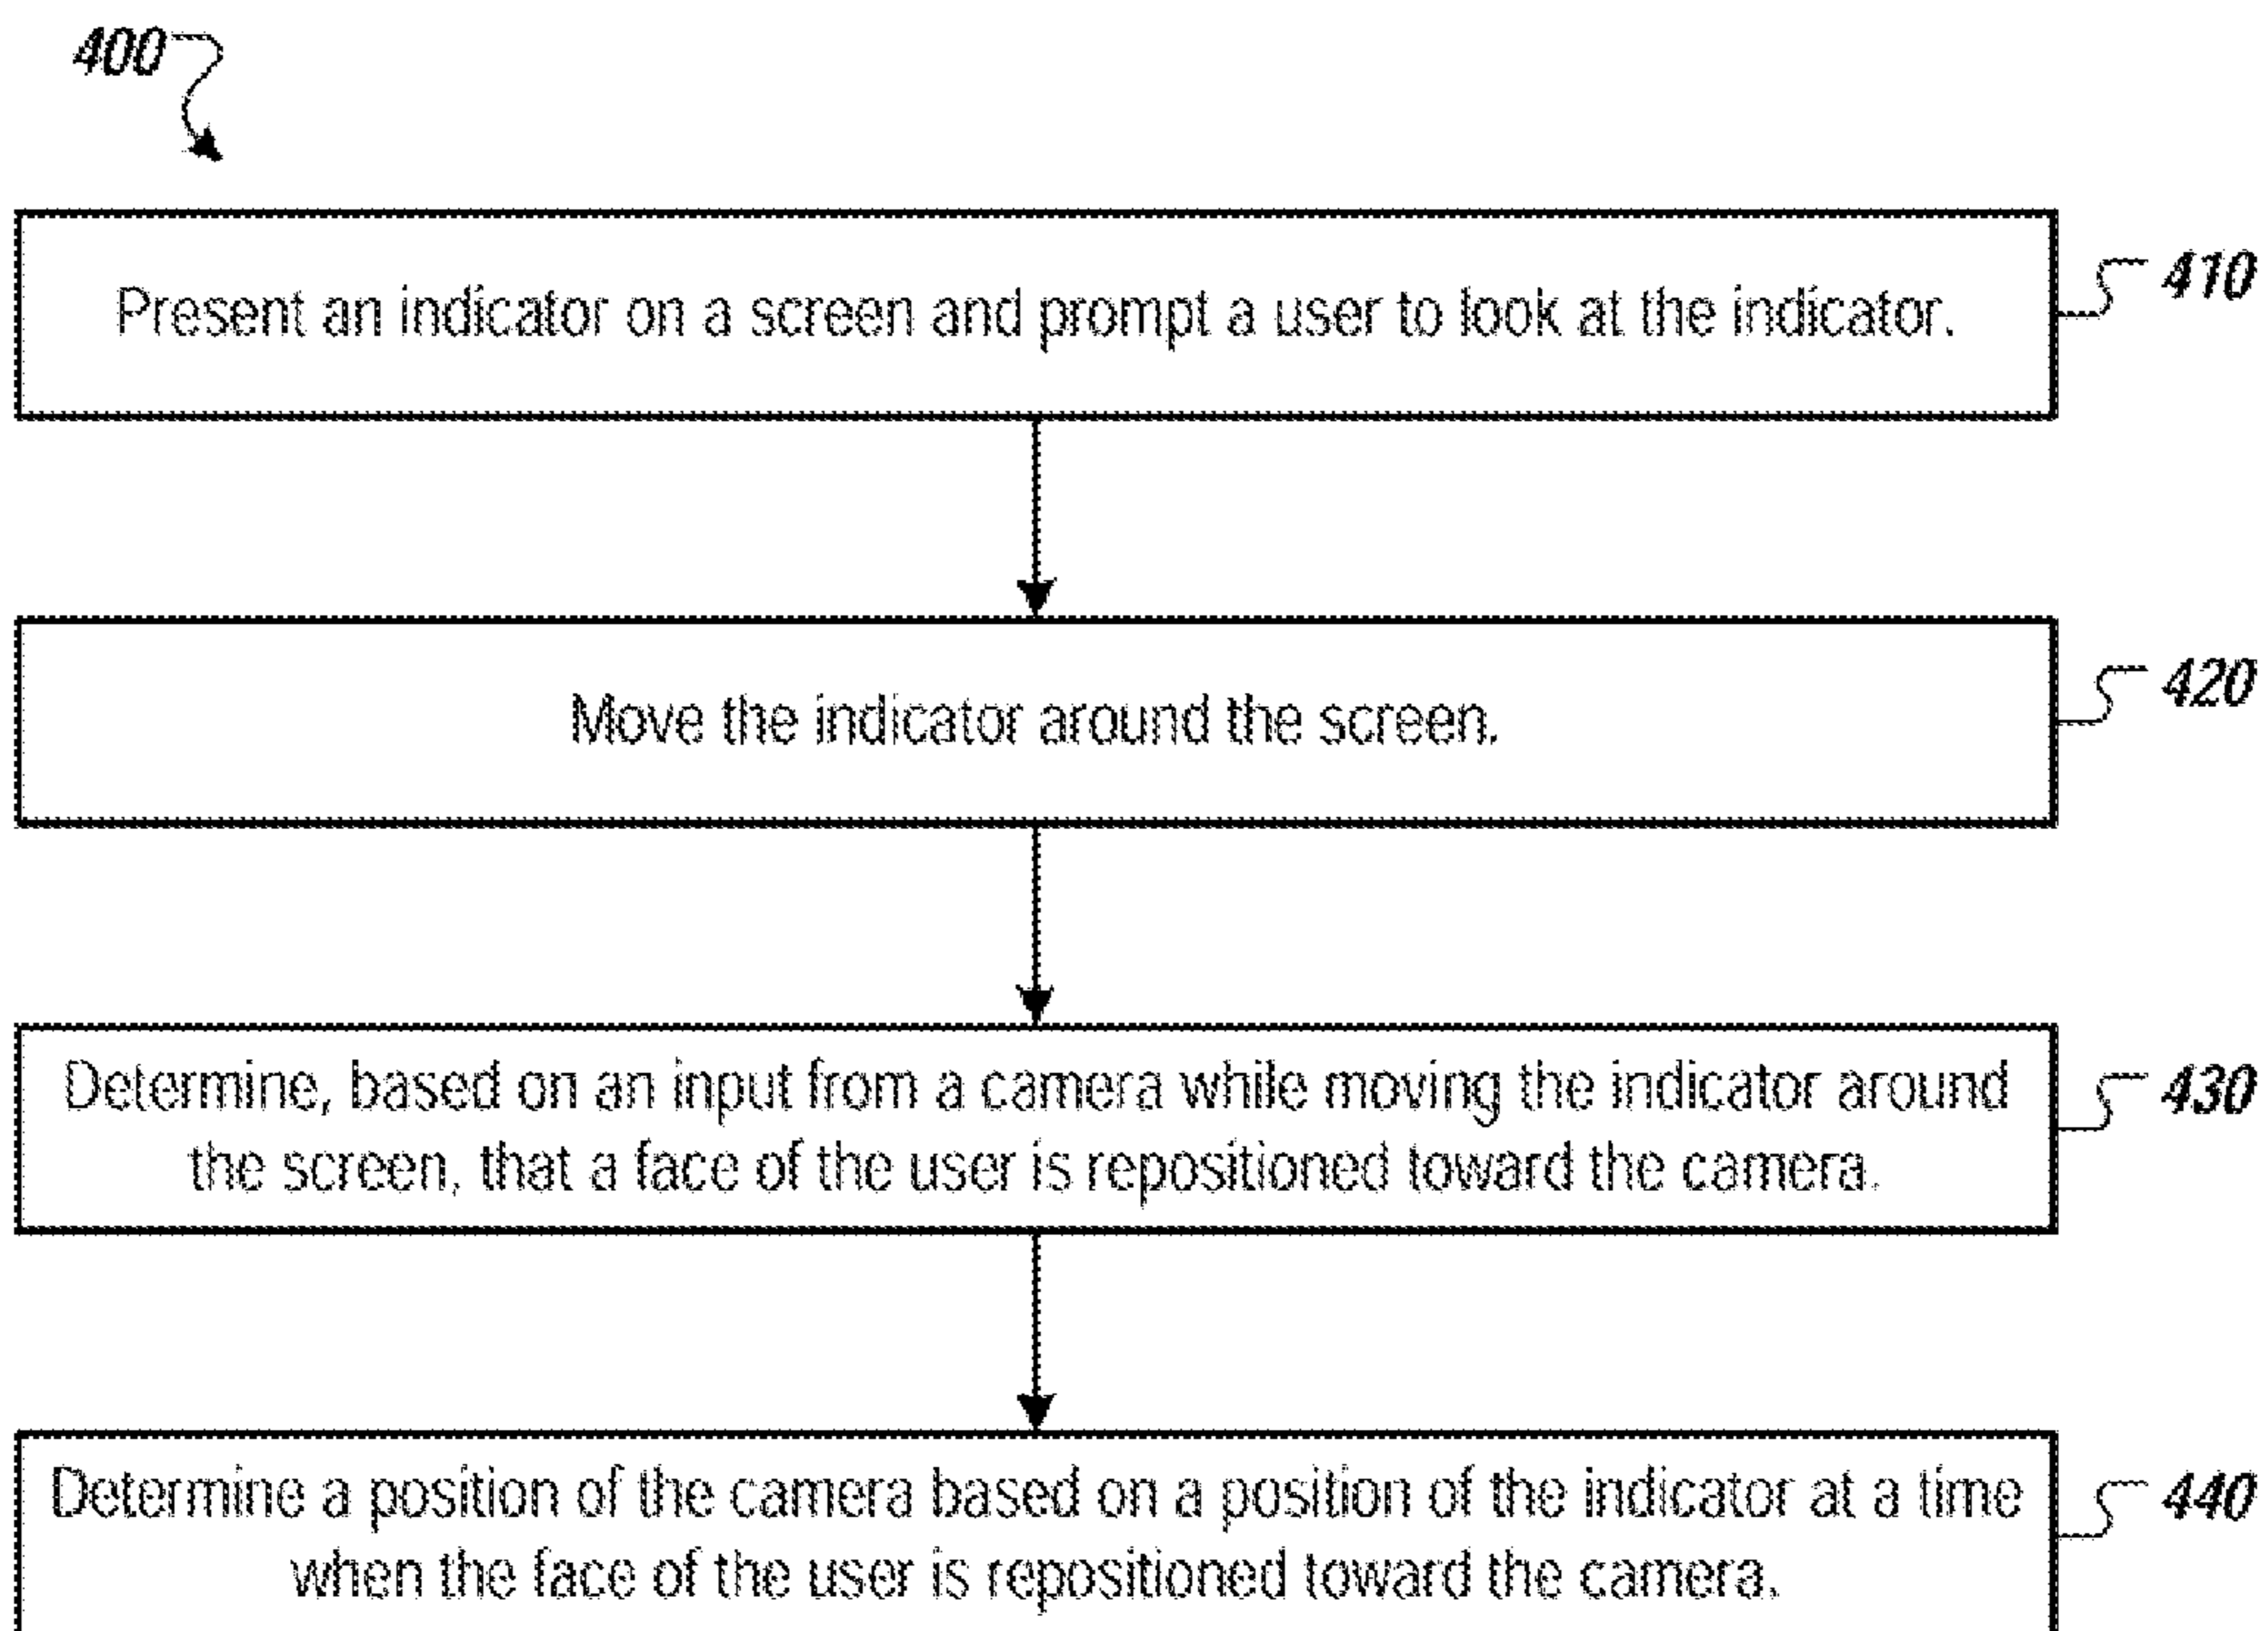 400
Present an indicator on a screen and prompt a user to look at the indicator.
410
Move the indicator around the screen.
420
Determine, based on an input from a camera while moving the indicator around
the screen, that a face of the user is repositioned toward the camera.
430
Determine a position of the camera based on a position of the indicator at a time
when the face of the user is repositioned toward the camera.
440